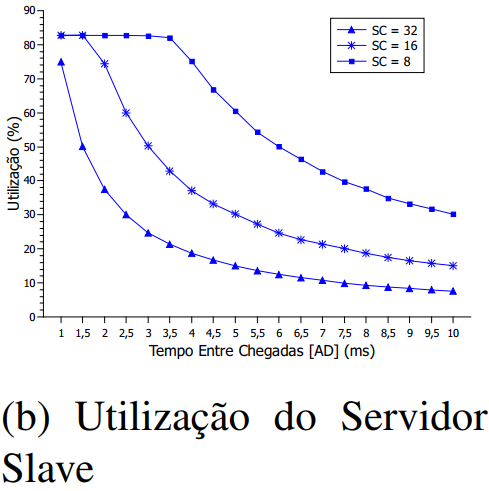 90
80
70
60
50
40
30
20
10
0
Utilização (%)
SC = 32
SC = 16
SC = 8
1 1,5 2 2,5 3 3,5 4 4,5 5 5,5 6 6,5 7 7,5 8 8,5 9 9,5 10
Tempo Entre Chegadas [AD] (ms)
(b) Utilização do Servidor
Slave